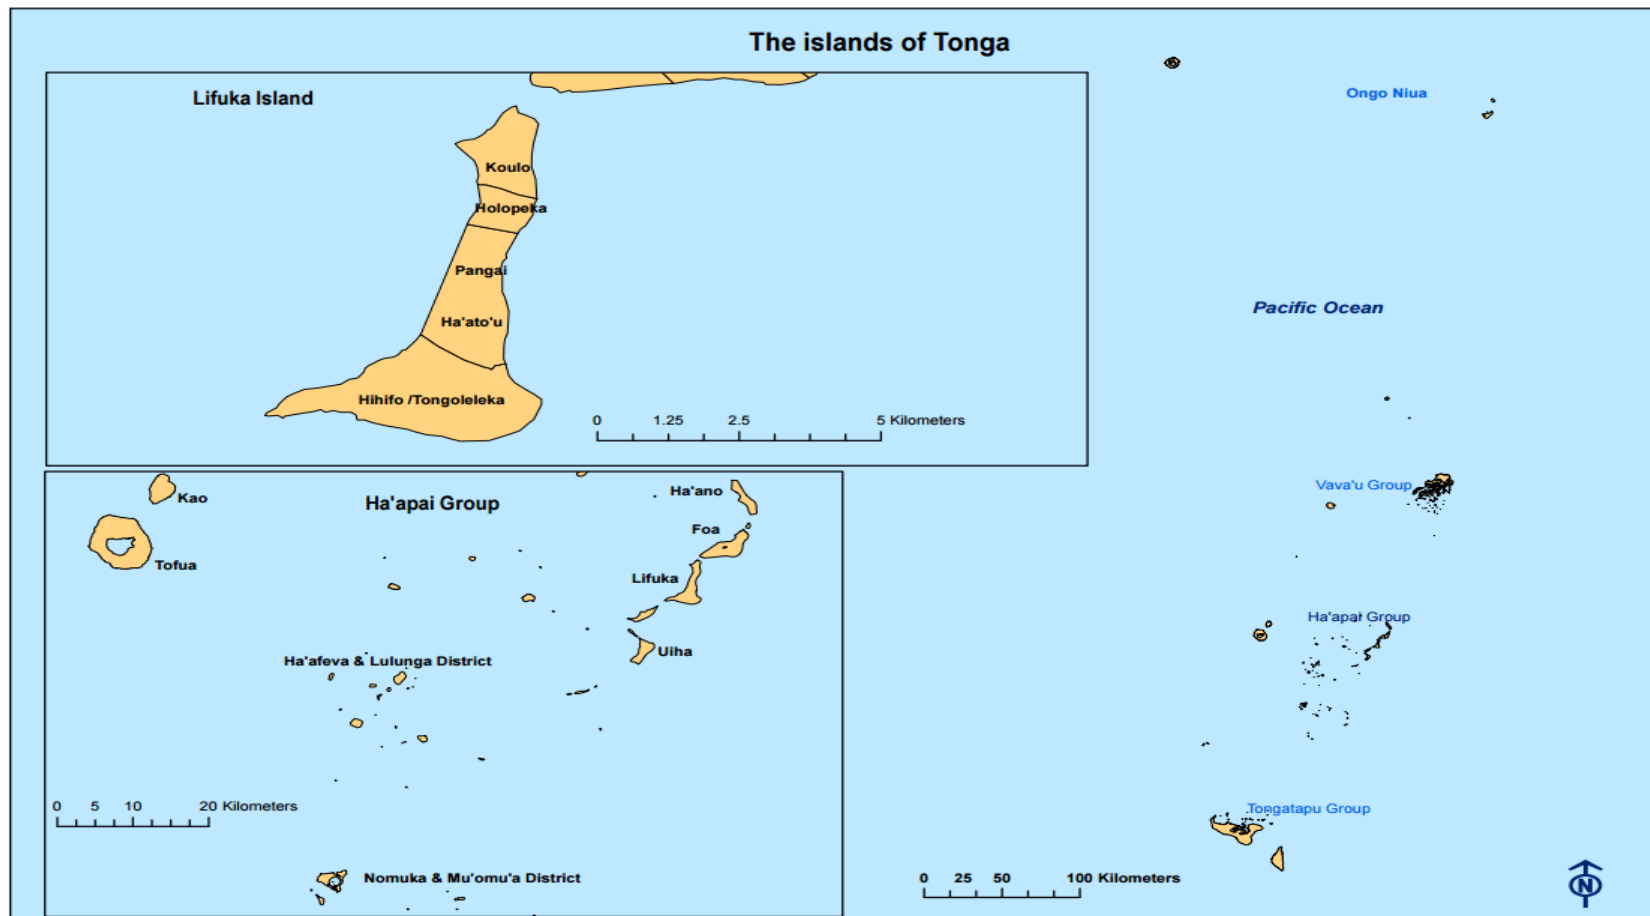 The islands of Tonga
Lifuka Island
Koulo
Holopeka
Pangai
Ha'ato'u
Hihifo /Tongoleleka
0 1.25 2.5 5 Kilometers
Ha'apai Group
Kao
Tofua
Ha'ano
Foa
Lifuka
Uiha
Ha'afeva & Lulunga District
0 5 10 20 Kilometers
Nomuka & Mu'omu'a District
Ongo Niua
Pacific Ocean
Vava'u Group
Ha'apai Group
Tongatapu Group
0 25 50 100 Kilometers
N